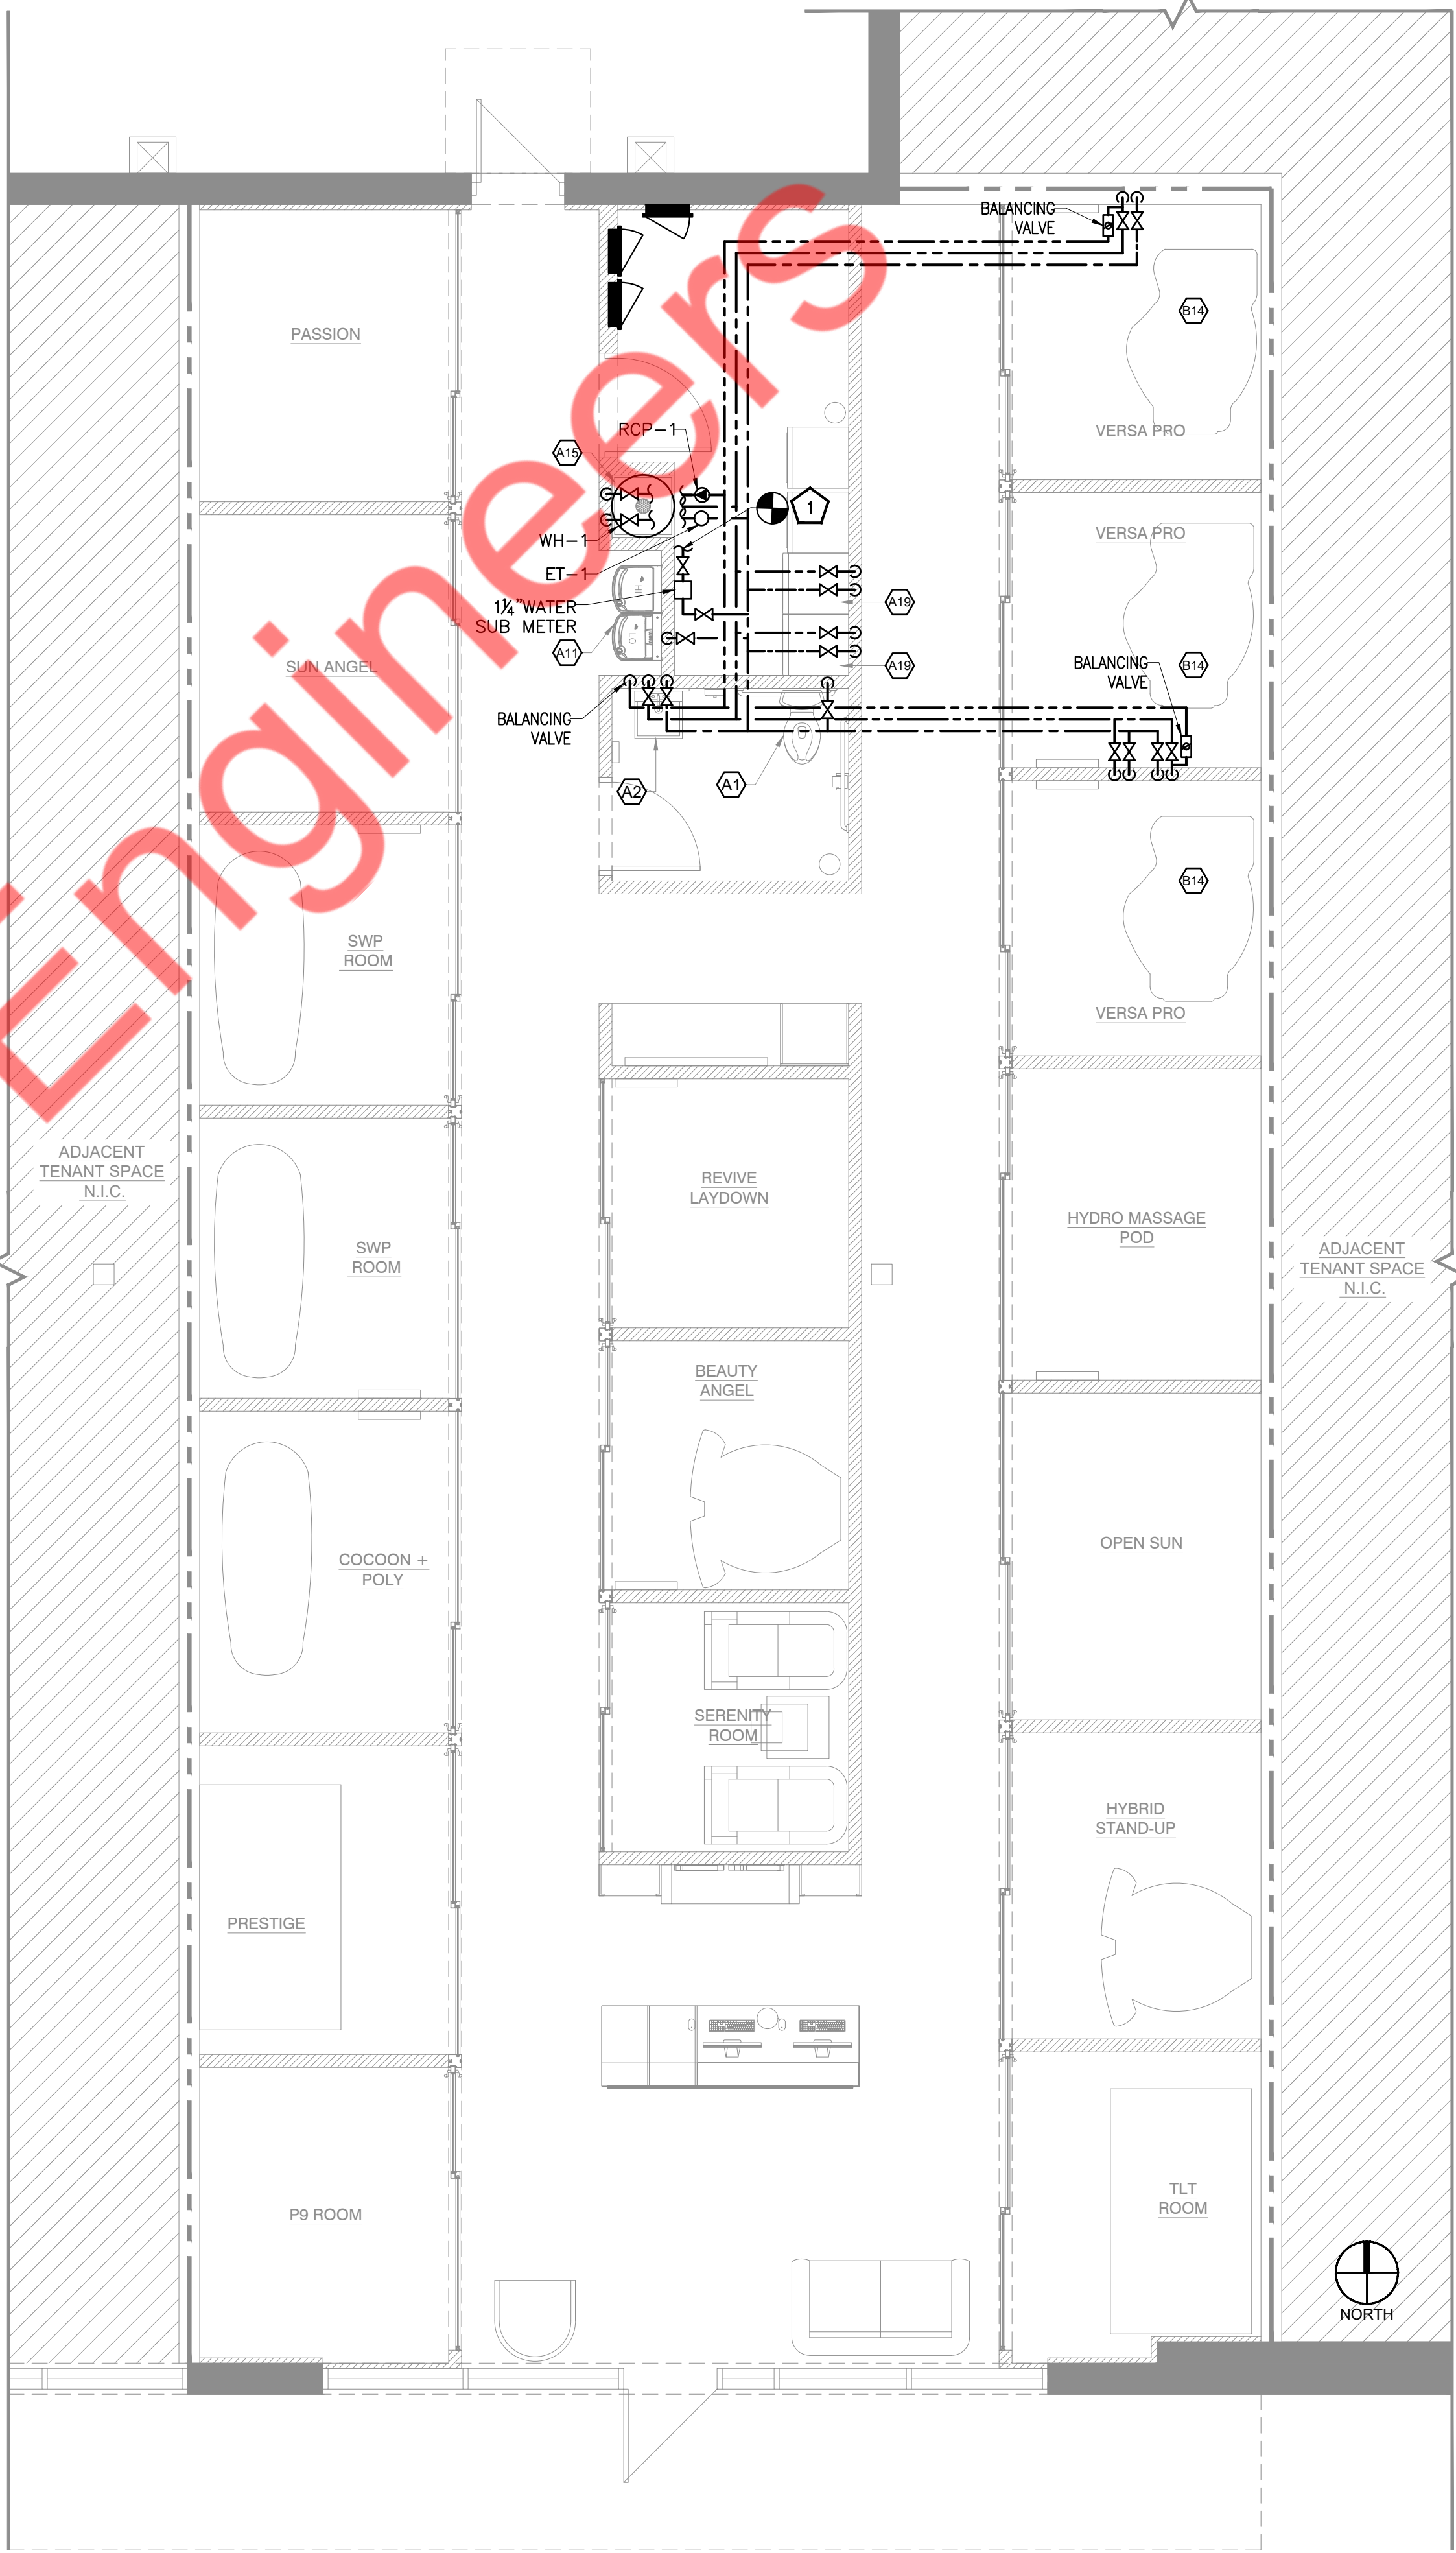 BALANCING
VALVE
B14
PASSION
VERSA PRO
RCP-1
A15
VERSA PRO
1
WH-1
ET-1
1¼"WATER
SUB METER
A19
A11
SUN ANGEL
A19
BALANCING
VALVE
B14
BALANCING
VALVE
A2
A1
B14
SWP
ROOM
VERSA PRO
Engineers
ADJACENT
TENANT SPACE
N.I.C.
REVIVE
LAYDOWN
HYDRO MASSAGE
POD
SWP
ROOM
ADJACENT
TENANT SPACE
N.I.C.
BEAUTY
ANGEL
OPEN SUN
COCOON +
POLY
SERENITY
ROOM
HYBRID
STAND-UP
PRESTIGE
TLT
ROOM
P9 ROOM
NORTH